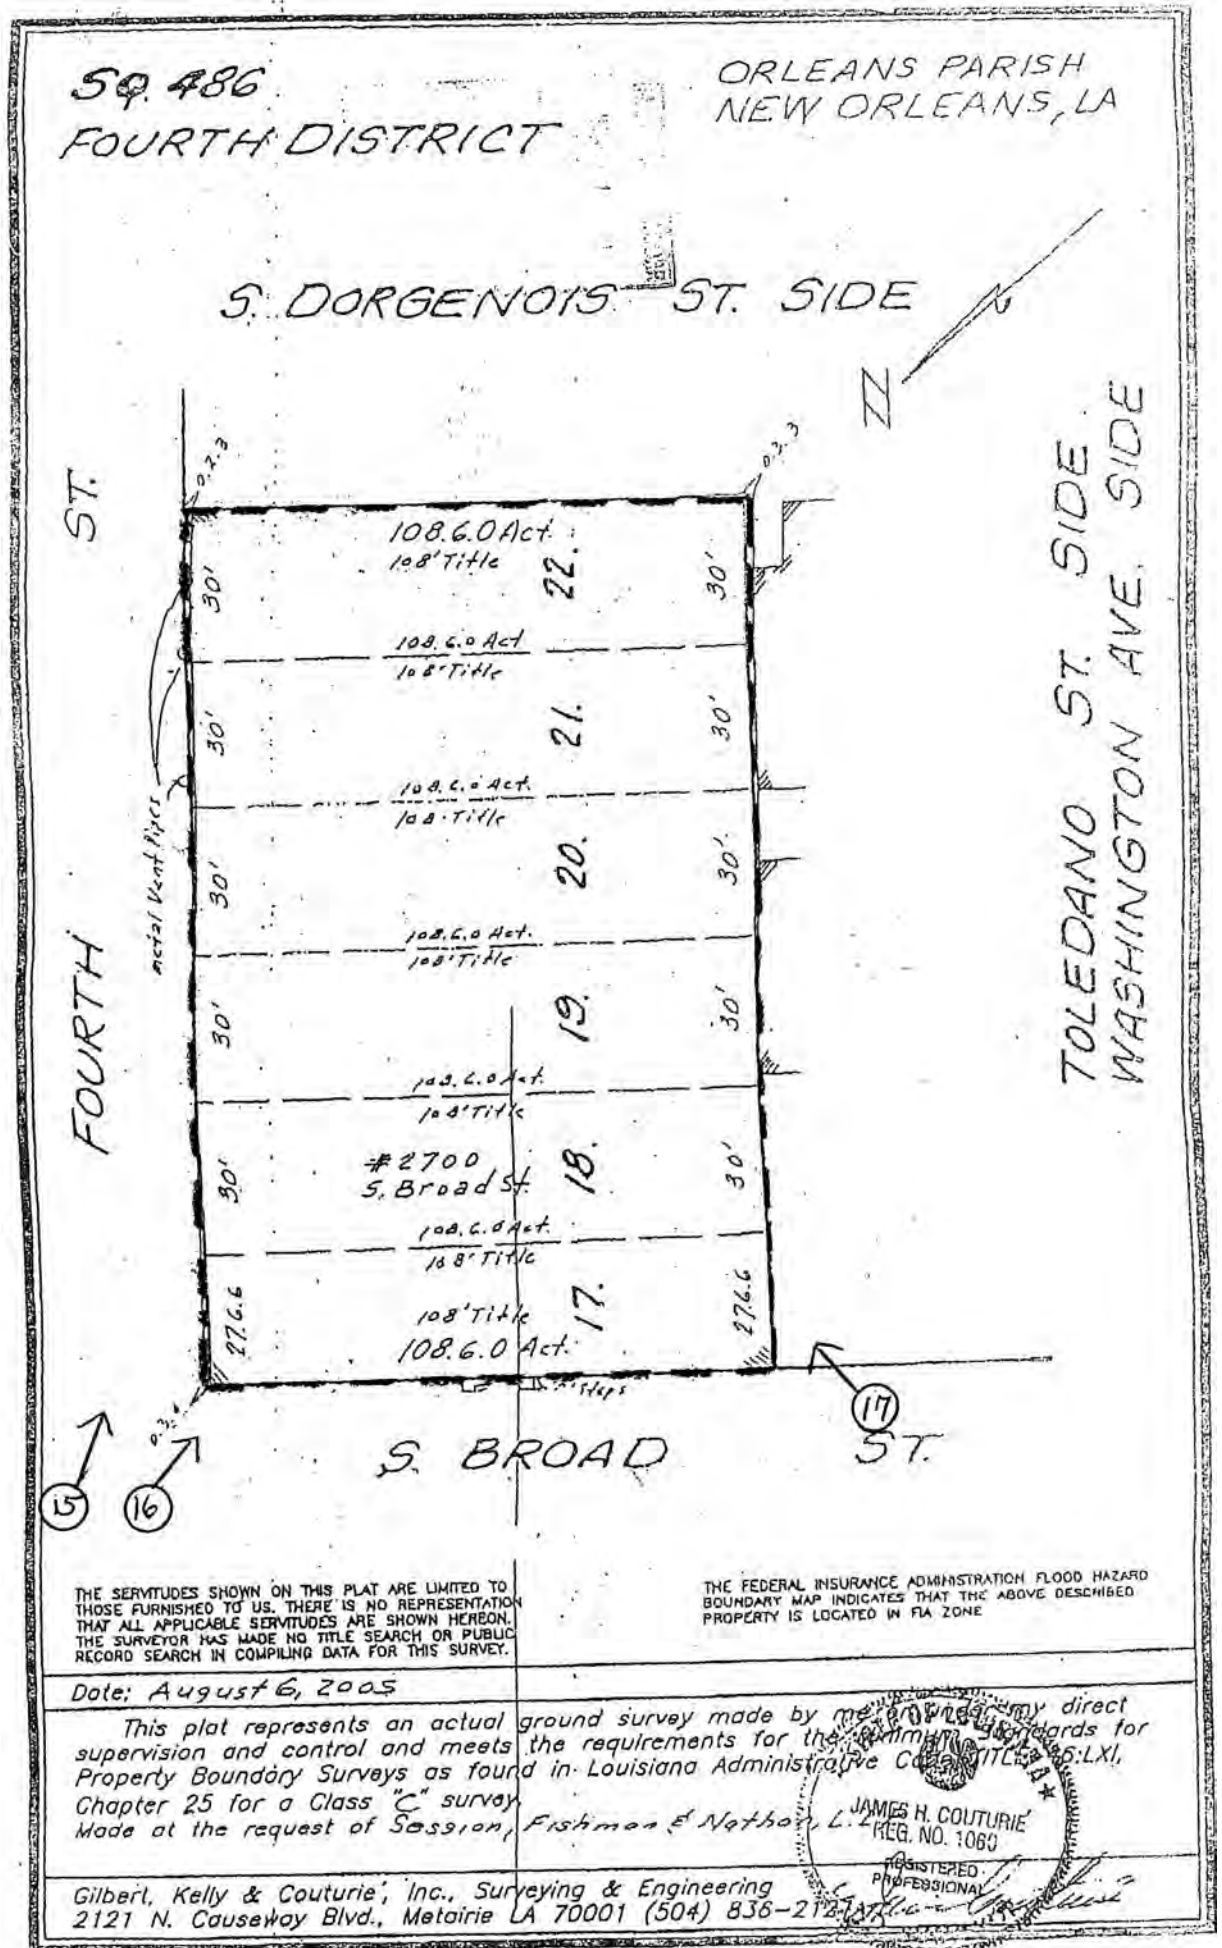 SQ. 486
FOURTH DISTRICT
ORLEANS PARISH
NEW ORLEANS, LA
S. DORGENOIS ST. SIDE
N
TOLEDANO ST. SIDE
WASHINGTON AVE. SIDE
FOURTH ST.
metal Vent Pipes
0.2.3
0.2.3
108.6.0 Act.
108' Title
30'
22.
30'
108.6.0 Act
108' Title
30'
21.
30'
108.6.0 Act.
108' Title
30'
20.
30'
108.6.0 Act.
108' Title
30'
19.
30'
108.6.0 Act.
108' Title
#2700
S. Broad St.
30'
18.
30'
108.6.0 Act.
108' Title
27.6.6
17.
27.6.6
108' Title
108.6.0 Act.
Steps
S. BROAD ST.
15
16
17
THE SERVITUDES SHOWN ON THIS PLAT ARE LIMITED TO
THOSE FURNISHED TO US. THERE IS NO REPRESENTATION
THAT ALL APPLICABLE SERVITUDES ARE SHOWN HEREON.
THE SURVEYOR HAS MADE NO TITLE SEARCH OR PUBLIC
RECORD SEARCH IN COMPILING DATA FOR THIS SURVEY.
THE FEDERAL INSURANCE ADMINISTRATION FLOOD HAZARD
BOUNDARY MAP INDICATES THAT THE ABOVE DESCRIBED
PROPERTY IS LOCATED IN FIA ZONE
Date: August 6, 2005
This plat represents an actual ground survey made by me or under my direct
supervision and control and meets the requirements for the minimum standards for
Property Boundary Surveys as found in Louisiana Administrative Code TITLE :LXI,
Chapter 25 for a Class "C" survey.
Made at the request of Session, Fishman & Nathan, L.
JAMES H. COUTURIE
REG. NO. 1060
REGISTERED
PROFESSIONAL
Gilbert, Kelly & Couturie', Inc., Surveying & Engineering
2121 N. Causeway Blvd., Metairie LA 70001 (504) 836-2121